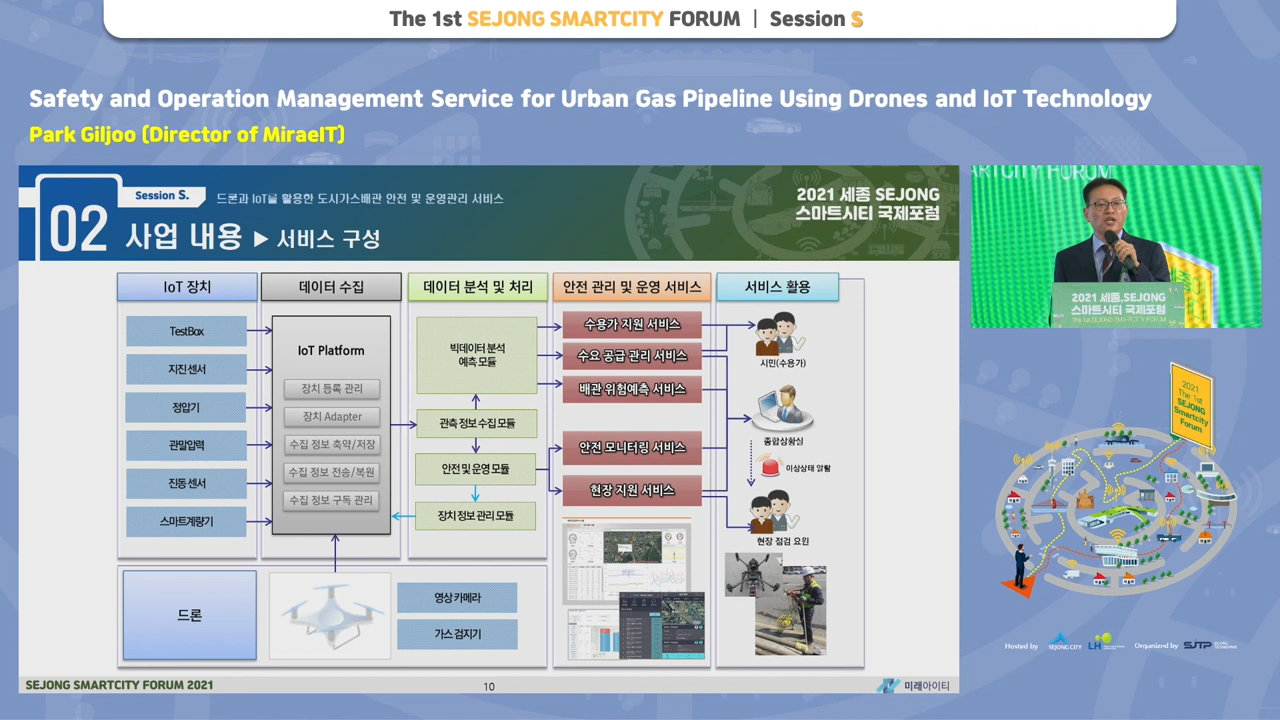 The 1st SEJONG SMARTCITY FORUM | Session S
Safety and Operation Management Service for Urban Gas Pipeline Using Drones and IoT Technology
Park Giljoo (Director of MiraeIT)
02
Session S.
드론과 IoT를 활용한 도시가스배관 안전 및 운영관리 서비스
사업 내용 ▶ 서비스 구성
2021 세종 SEJONG
스마트시티 국제포럼
IoT 장치
데이터 수집
데이터 분석 및 처리
안전 관리 및 운영 서비스
서비스 활용
TestBox
지진 센서
정압기
관말압력
진동 센서
스마트계량기
IoT Platform
장치 등록 관리
장치 Adapter
수집 정보 축약/저장
수집 정보 전송/복원
수집 정보 구독 관리
빅데이터 분석
예측 모듈
관측 정보 수집 모듈
안전 및 운영 모듈
장치 정보 관리 모듈
수용가 지원 서비스
수요 공급 관리 서비스
배관 위험예측 서비스
안전 모니터링 서비스
현장 지원 서비스
시민(수용가)
종합상황실
이상상태 알람
현장 점검 요원
드론
영상 카메라
가스 검지기
SEJONG SMARTCITY FORUM 2021
10
미래아이티
ARTCITY FORUM
2021 세종.SEJONG
스마트시티 국제포럼
2021
The 1st
SEJONG
Smartcity
Forum
Hosted by
SEJONG CITY
LH
Organized by
SJTP